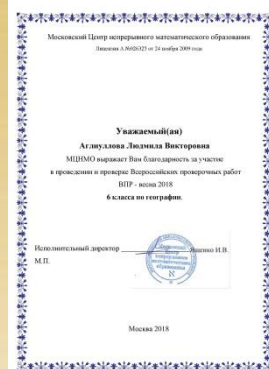 Московский Центр непрерывного математического образования
Лицензия А №026325 от 24 ноября 2009 года
Уважаемый(ая)
Аглиуллова Людмила Викторовна
МЦНМО выражает Вам благодарность за участие
в проведении и проверке Всероссийских проверочных работ
ВПР - весна 2018
6 класса по географии.
Исполнительный директор Ященко И.В.
М.П.
Москва 2018